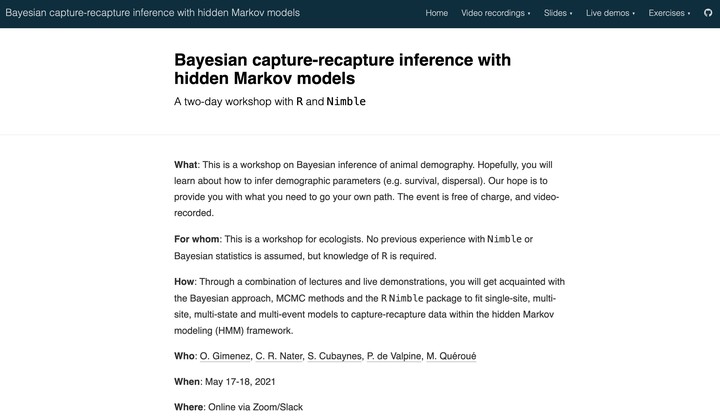 Bayesian capture-recapture inference with hidden Markov models Home Video recordings ▾ Slides ▾ Live demos ▾ Exercises ▾
Bayesian capture-recapture inference with
hidden Markov models
A two-day workshop with R and Nimble
What: This is a workshop on Bayesian inference of animal demography. Hopefully, you will
learn about how to infer demographic parameters (e.g. survival, dispersal). Our hope is to
provide you with what you need to go your own path. The event is free of charge, and video-
recorded.
For whom: This is a workshop for ecologists. No previous experience with Nimble or
Bayesian statistics is assumed, but knowledge of R is required.
How: Through a combination of lectures and live demonstrations, you will get acquainted with
the Bayesian approach, MCMC methods and the R Nimble package to fit single-site, multi-
site, multi-state and multi-event models to capture-recapture data within the hidden Markov
modeling (HMM) framework.
Who: O. Gimenez, C. R. Nater, S. Cubaynes, P. de Valpine, M. Quéroué
When: May 17-18, 2021
Where: Online via Zoom/Slack